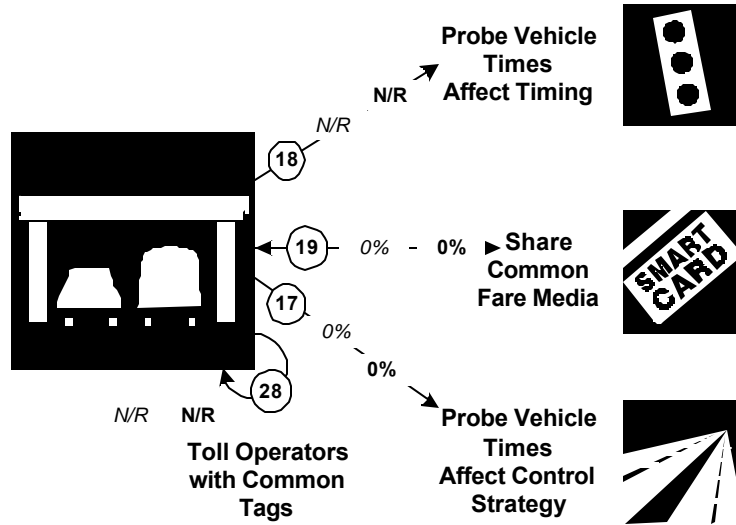 Probe Vehicle
Times
Affect Timing
N/R
N/R
18
19
0%
0%
Share
Common
Fare Media
SMART
CARD
17
0%
0%
28
N/R N/R
Toll Operators
with Common
Tags
Probe Vehicle
Times
Affect Control
Strategy